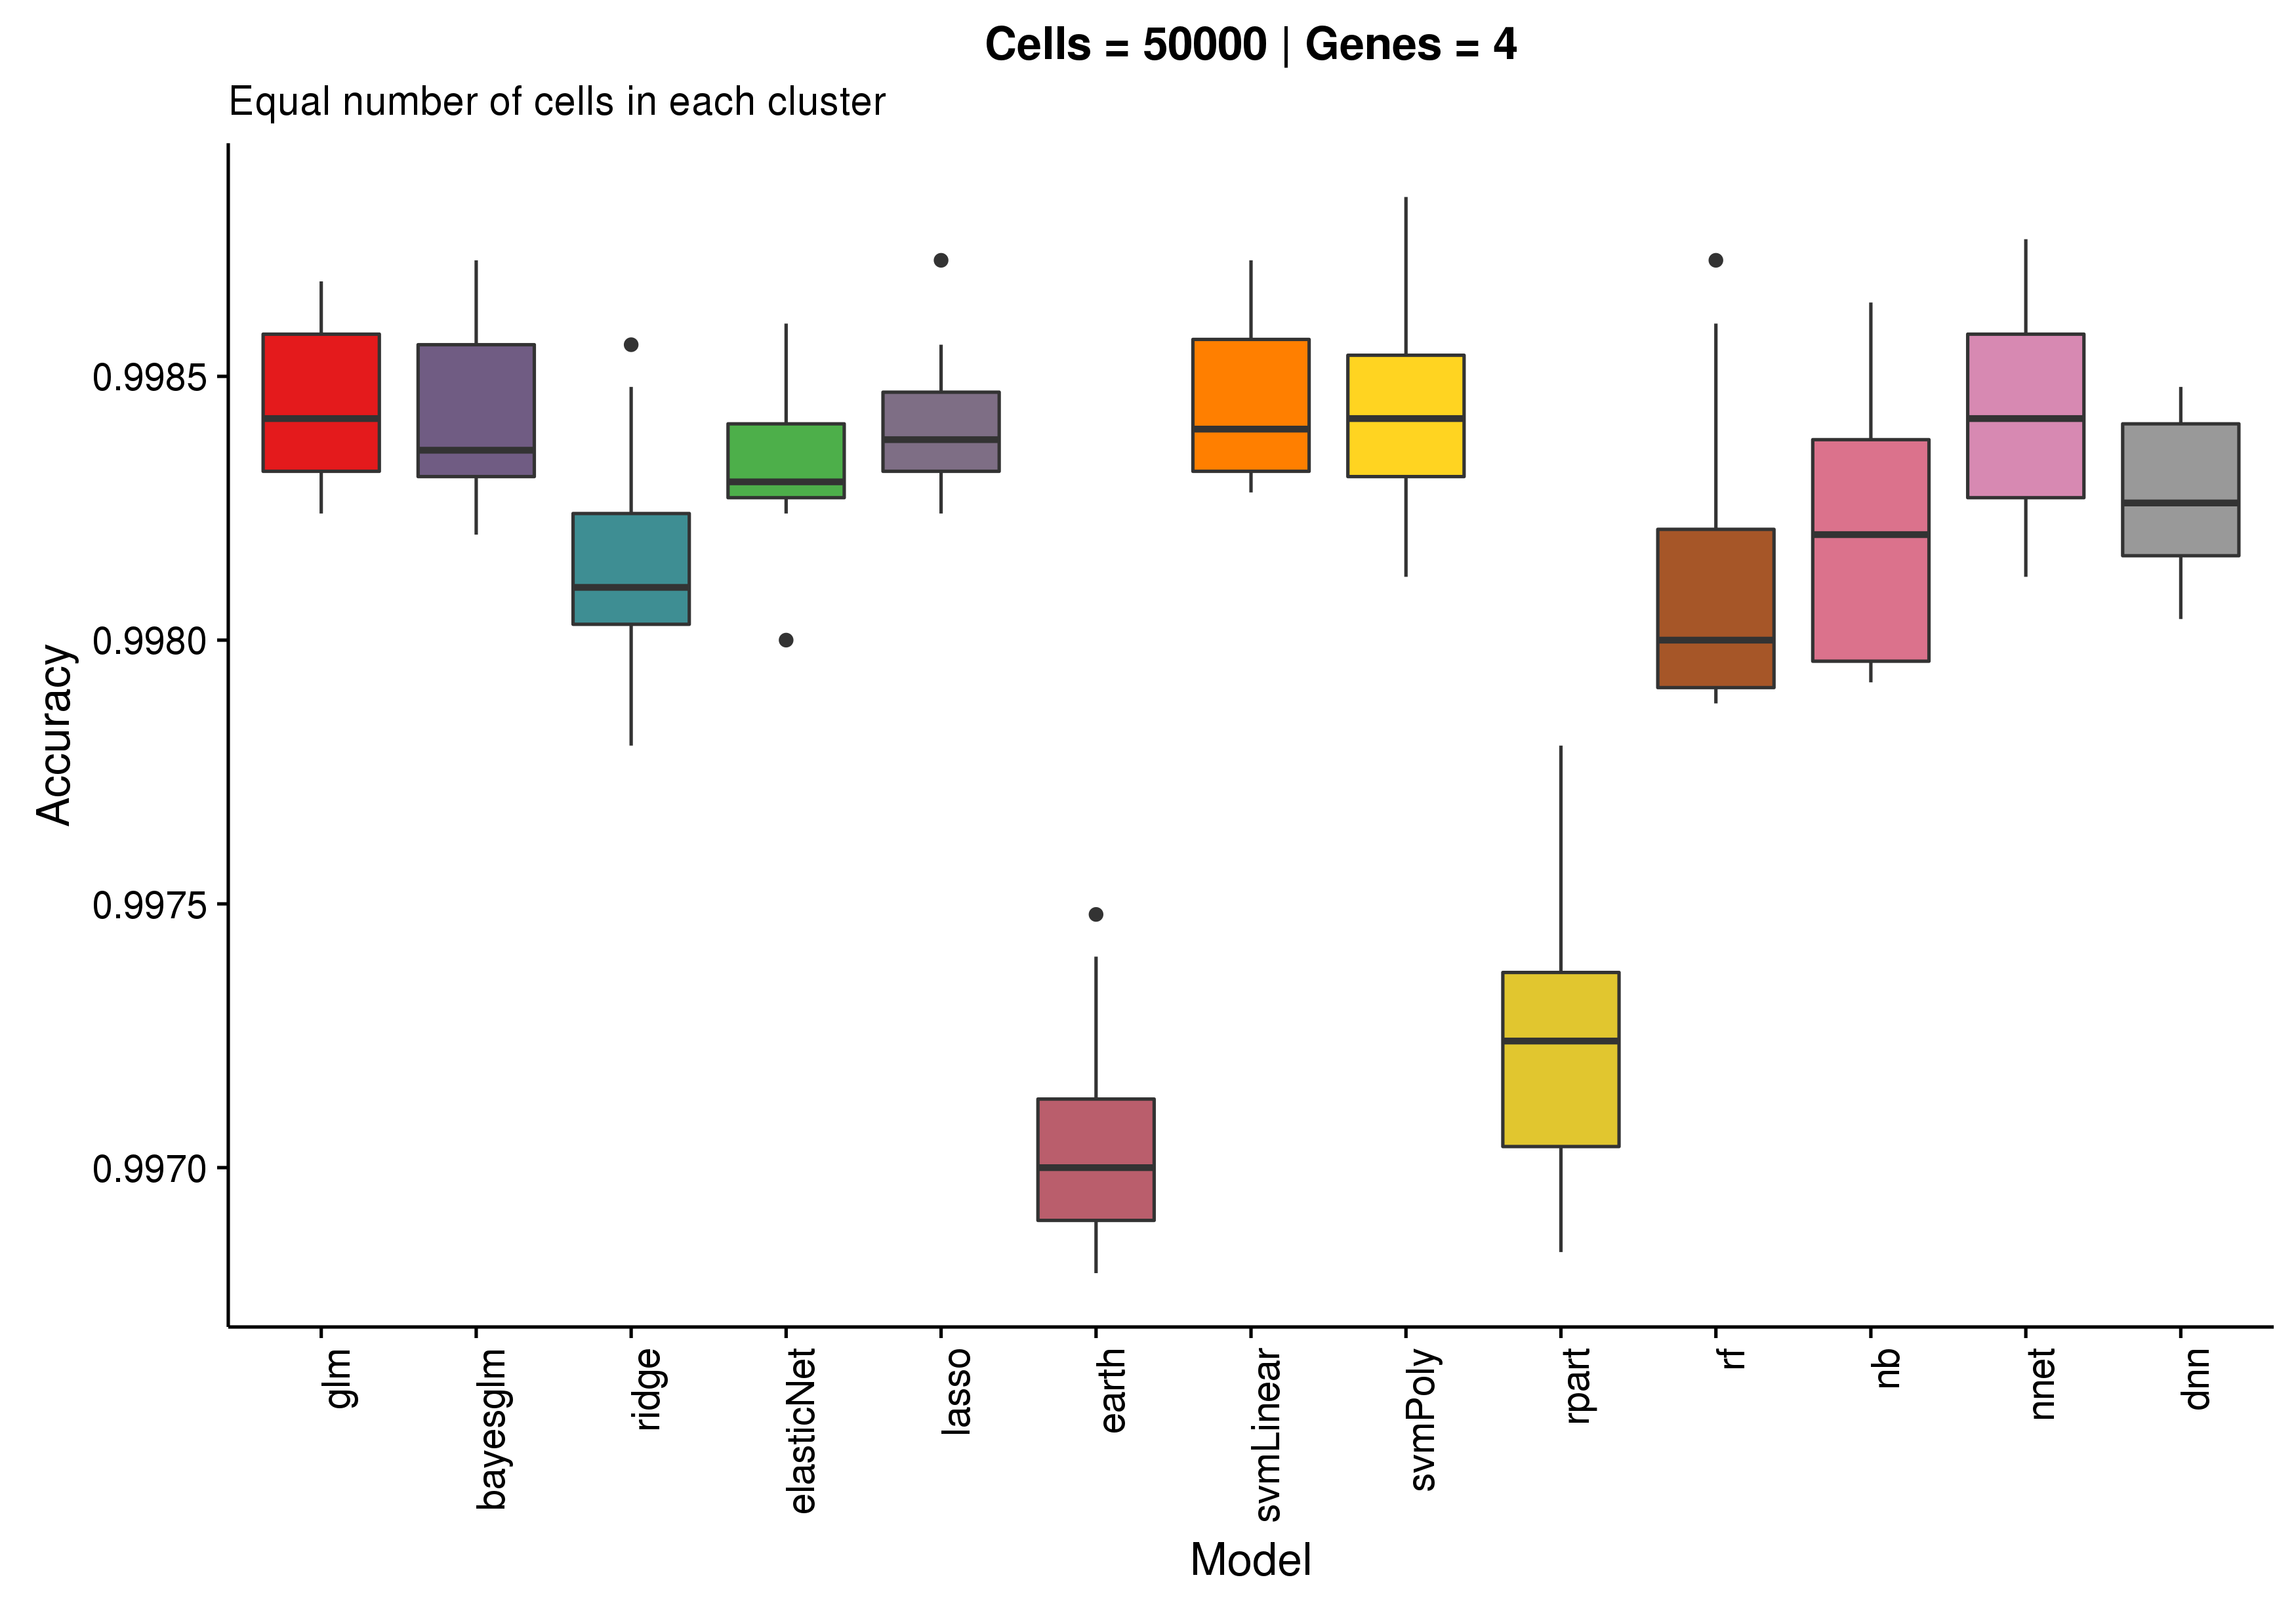 Cells = 50000 | Genes = 4
Equal number of cells in each cluster
Accuracy
0.9985
0.9980
0.9975
0.9970
glm
bayesglm
ridge
elasticNet
lasso
earth
svmLinear
svmPoly
rpart
rf
nb
nnet
dnn
Model